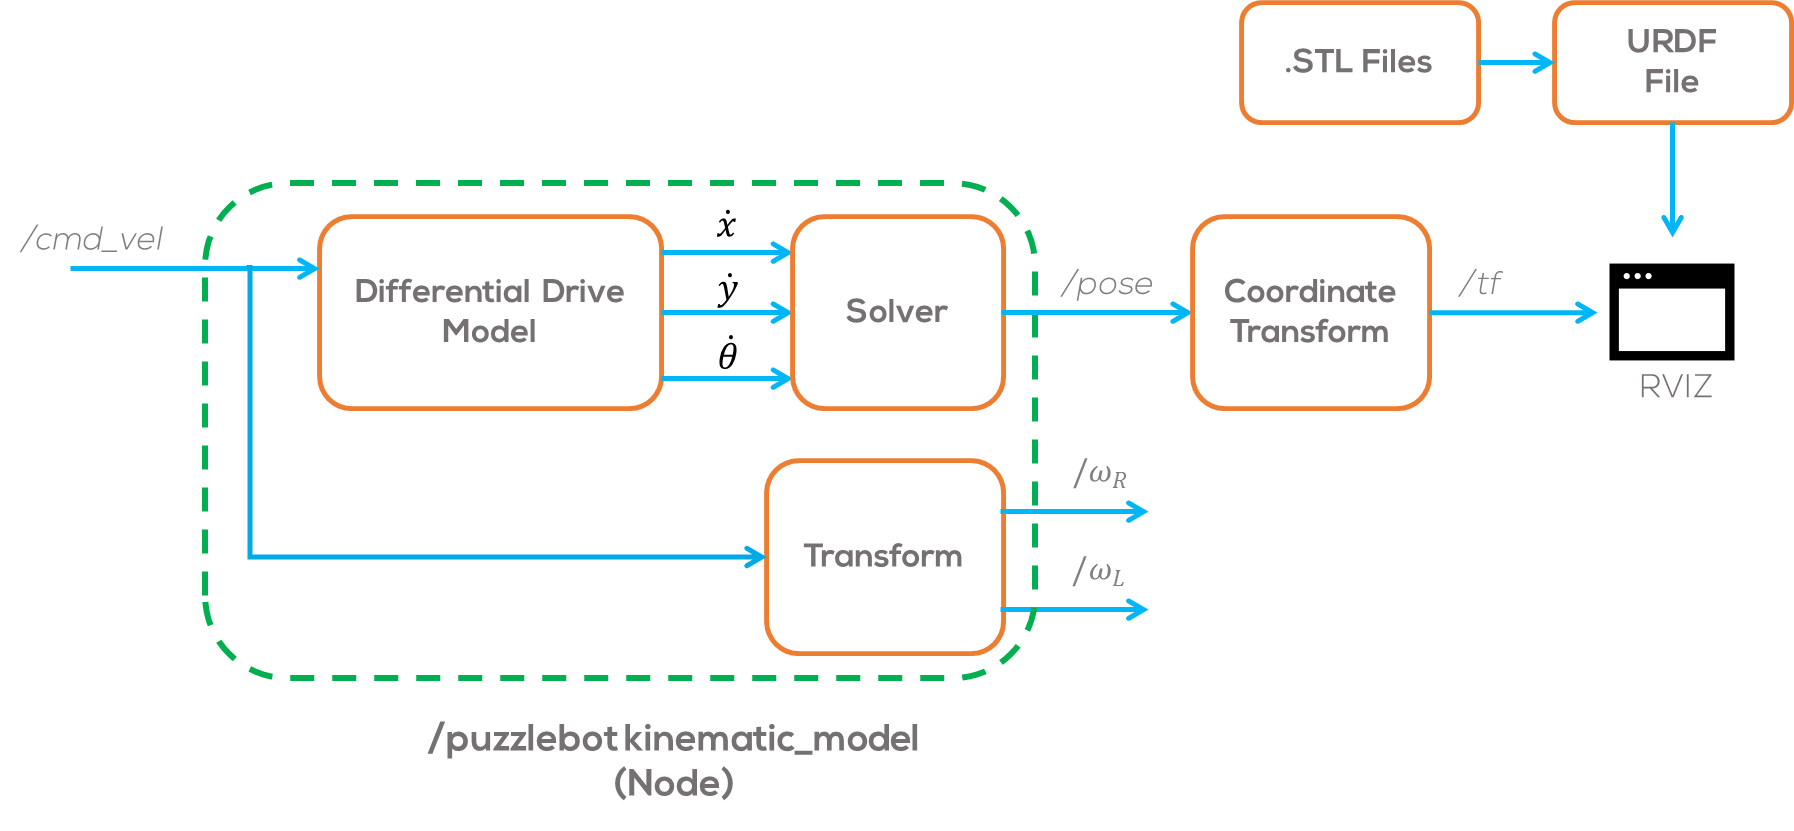 .STL Files
URDF
File
/cmd_vel
Differential Drive
Model
ẋ
ẏ
θ̇
Solver
/pose
Coordinate
Transform
/tf
RVIZ
Transform
/ω_R
/ω_L
/puzzlebot kinematic_model
(Node)